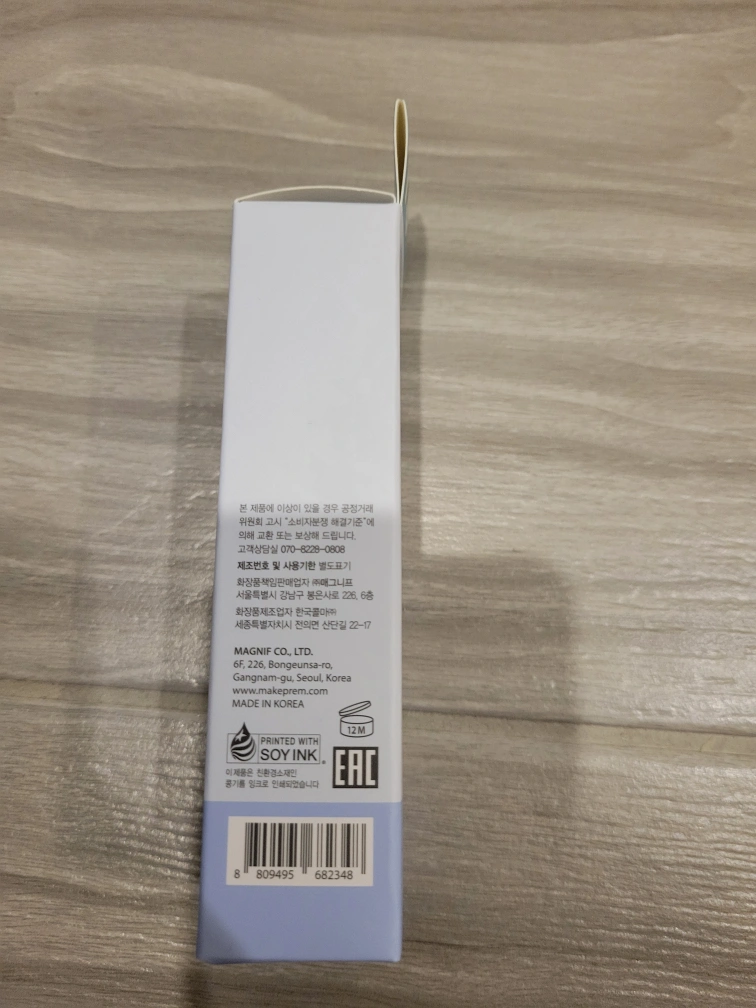 본 제품에 이상이 있을 경우 공정거래
위원회 고시 "소비자분쟁 해결기준"에
의해 교환 또는 보상해 드립니다.
고객상담실 070-8228-0808
제조번호 및 사용기한 별도표기
화장품책임판매업자 ㈜매그니프
서울특별시 강남구 봉은사로 226, 6층
화장품제조업자 한국콜마㈜
세종특별자치시 전의면 산단길 22-17
MAGNIF CO., LTD.
6F, 226, Bongeunsa-ro,
Gangnam-gu, Seoul, Korea
www.makeprem.com
MADE IN KOREA
12M
PRINTED WITH
SOY INK
EAC
이 제품은 친환경소재인
콩기름 잉크로 인쇄되었습니다
8 809495 682348